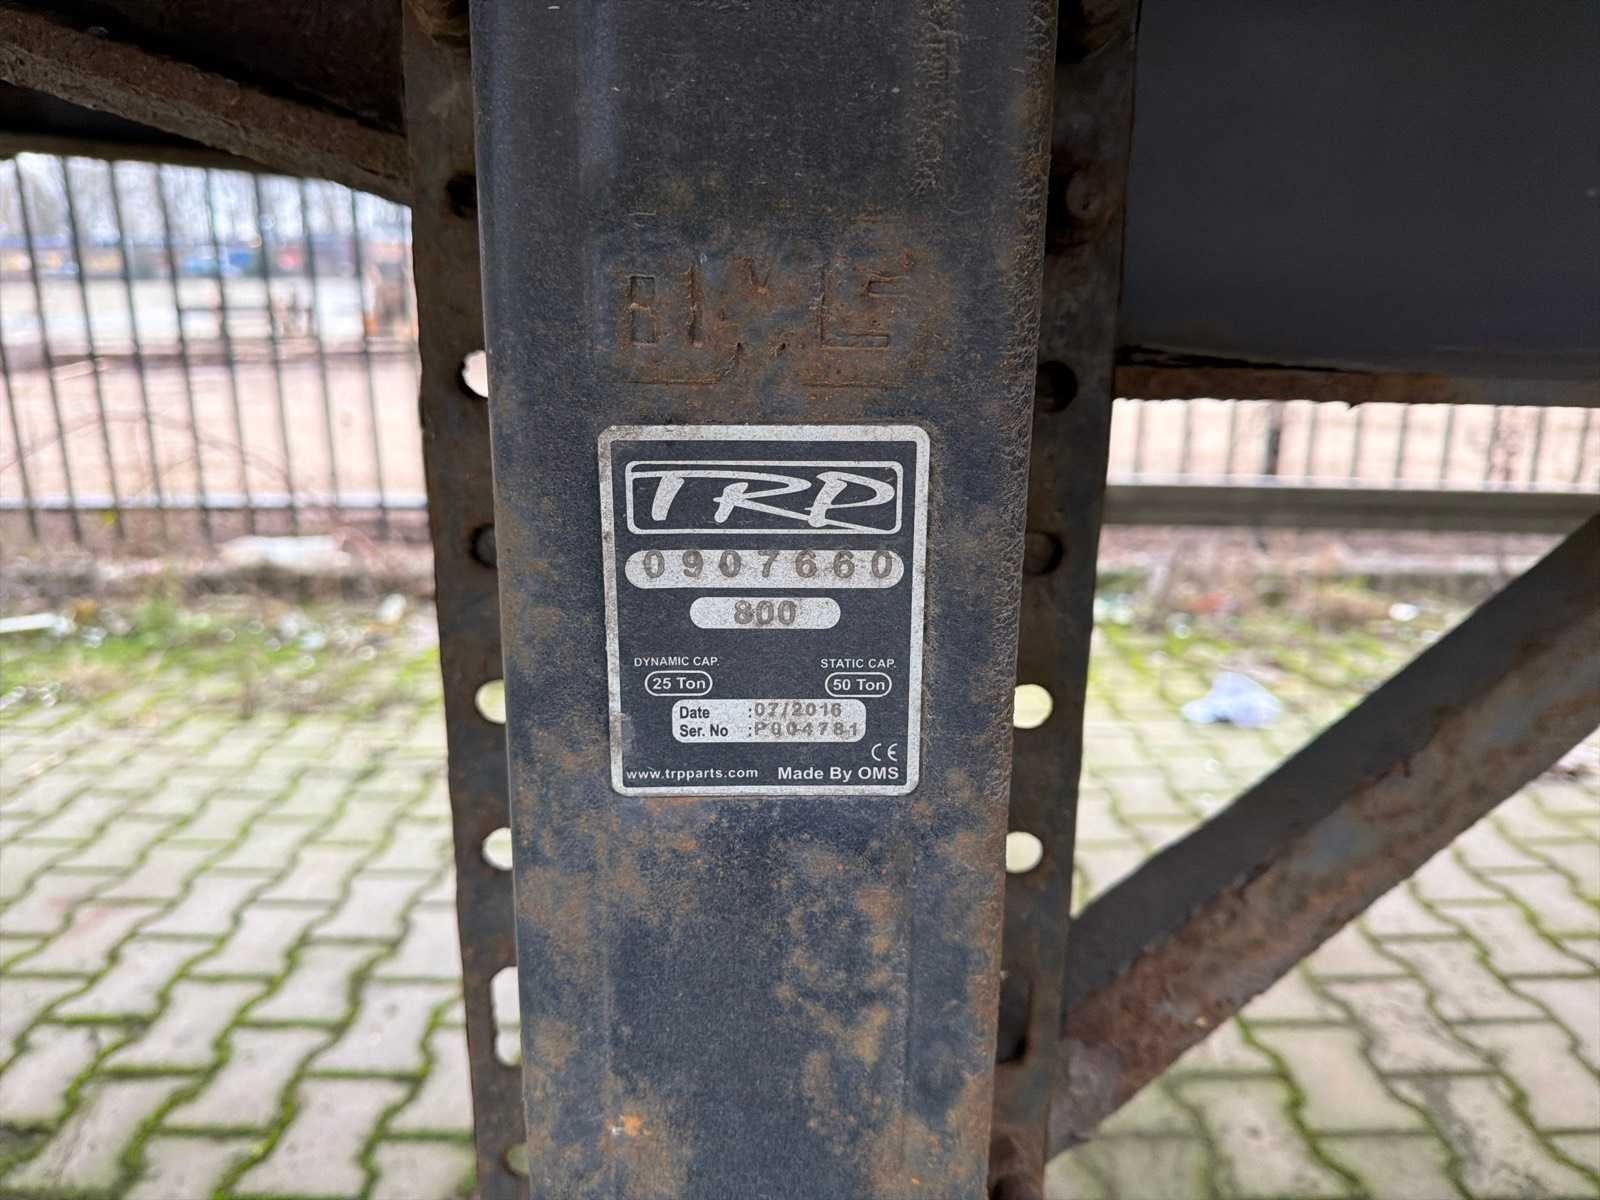 TRP
0907660
800
DYNAMIC CAP. STATIC CAP.
25 Ton 50 Ton
Date :07/2016
Ser. No :P004781
CE
www.trpparts.com Made By OMS